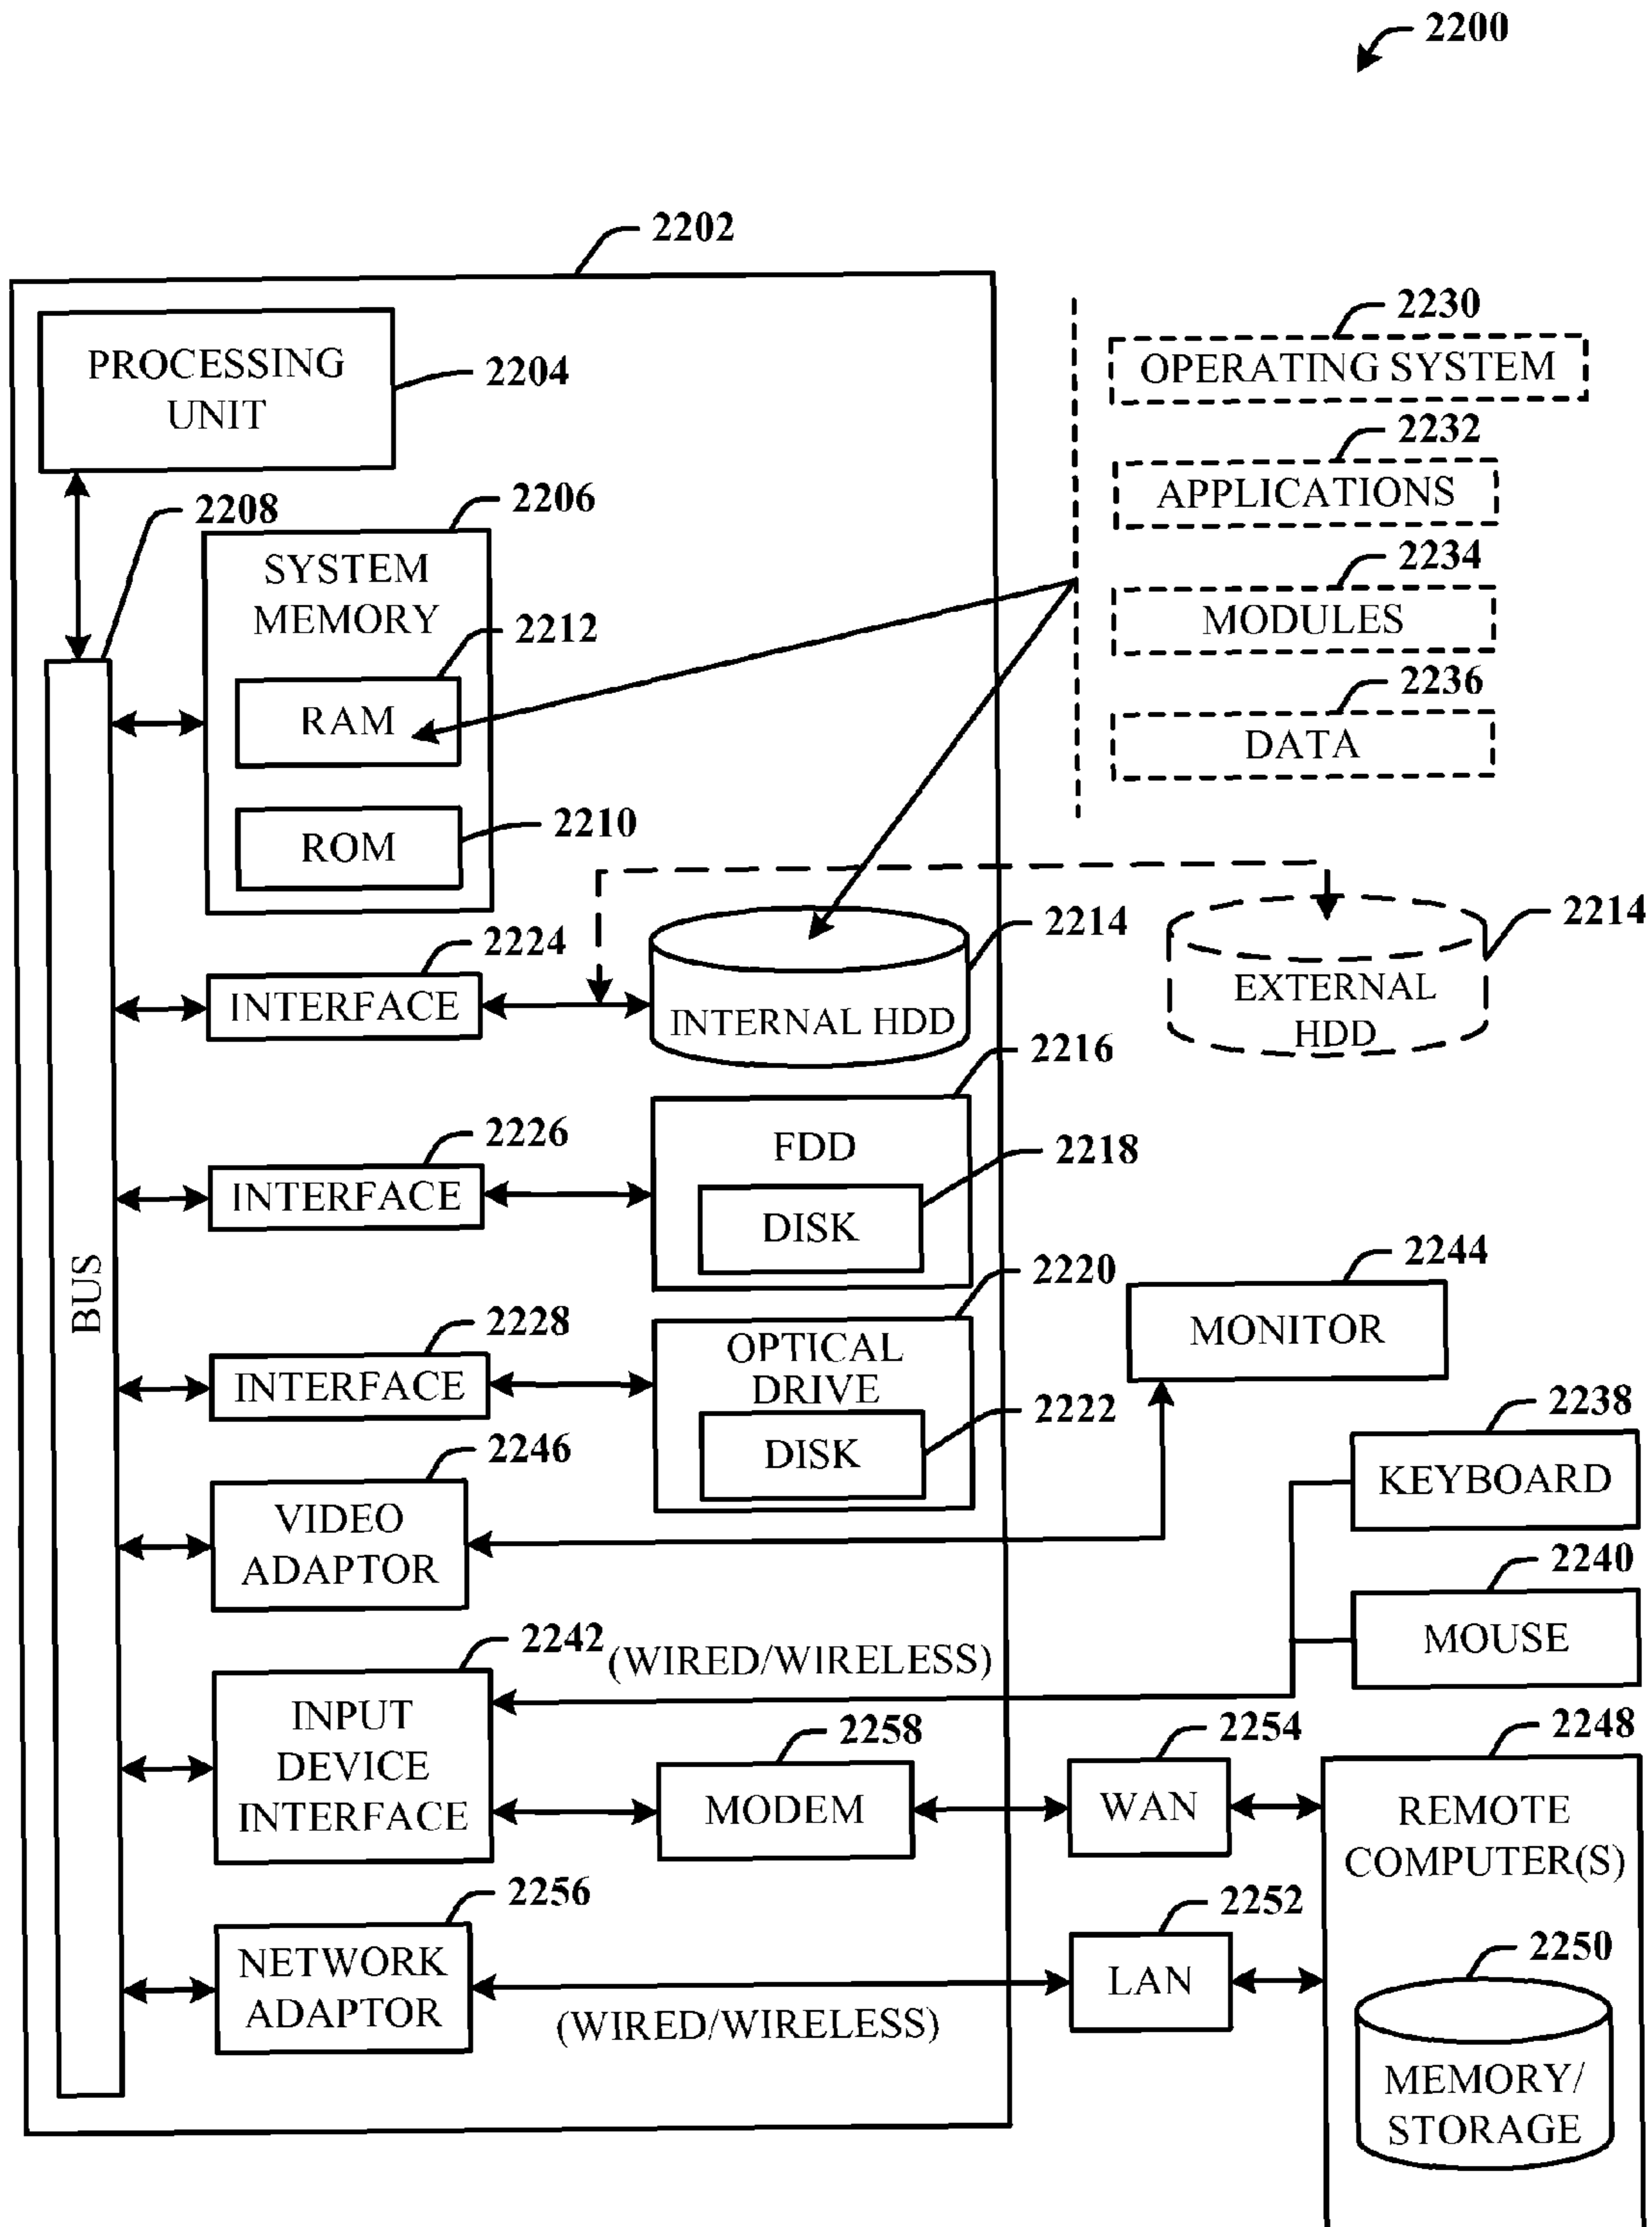 2200
2202
PROCESSING
UNIT
2204
2230
OPERATING SYSTEM
2232
APPLICATIONS
2234
MODULES
2236
DATA
2208
2206
SYSTEM
MEMORY
2212
RAM
2210
ROM
BUS
2224
INTERFACE
2214
INTERNAL HDD
2214
EXTERNAL
HDD
2216
FDD
2226
INTERFACE
2218
DISK
2220
OPTICAL
DRIVE
2228
INTERFACE
2222
DISK
2244
MONITOR
2246
VIDEO
ADAPTOR
2238
KEYBOARD
2240
MOUSE
2242
(WIRED/WIRELESS)
INPUT
DEVICE
INTERFACE
2258
MODEM
2254
WAN
2248
REMOTE
COMPUTER(S)
2256
NETWORK
ADAPTOR
(WIRED/WIRELESS)
2252
LAN
2250
MEMORY/
STORAGE